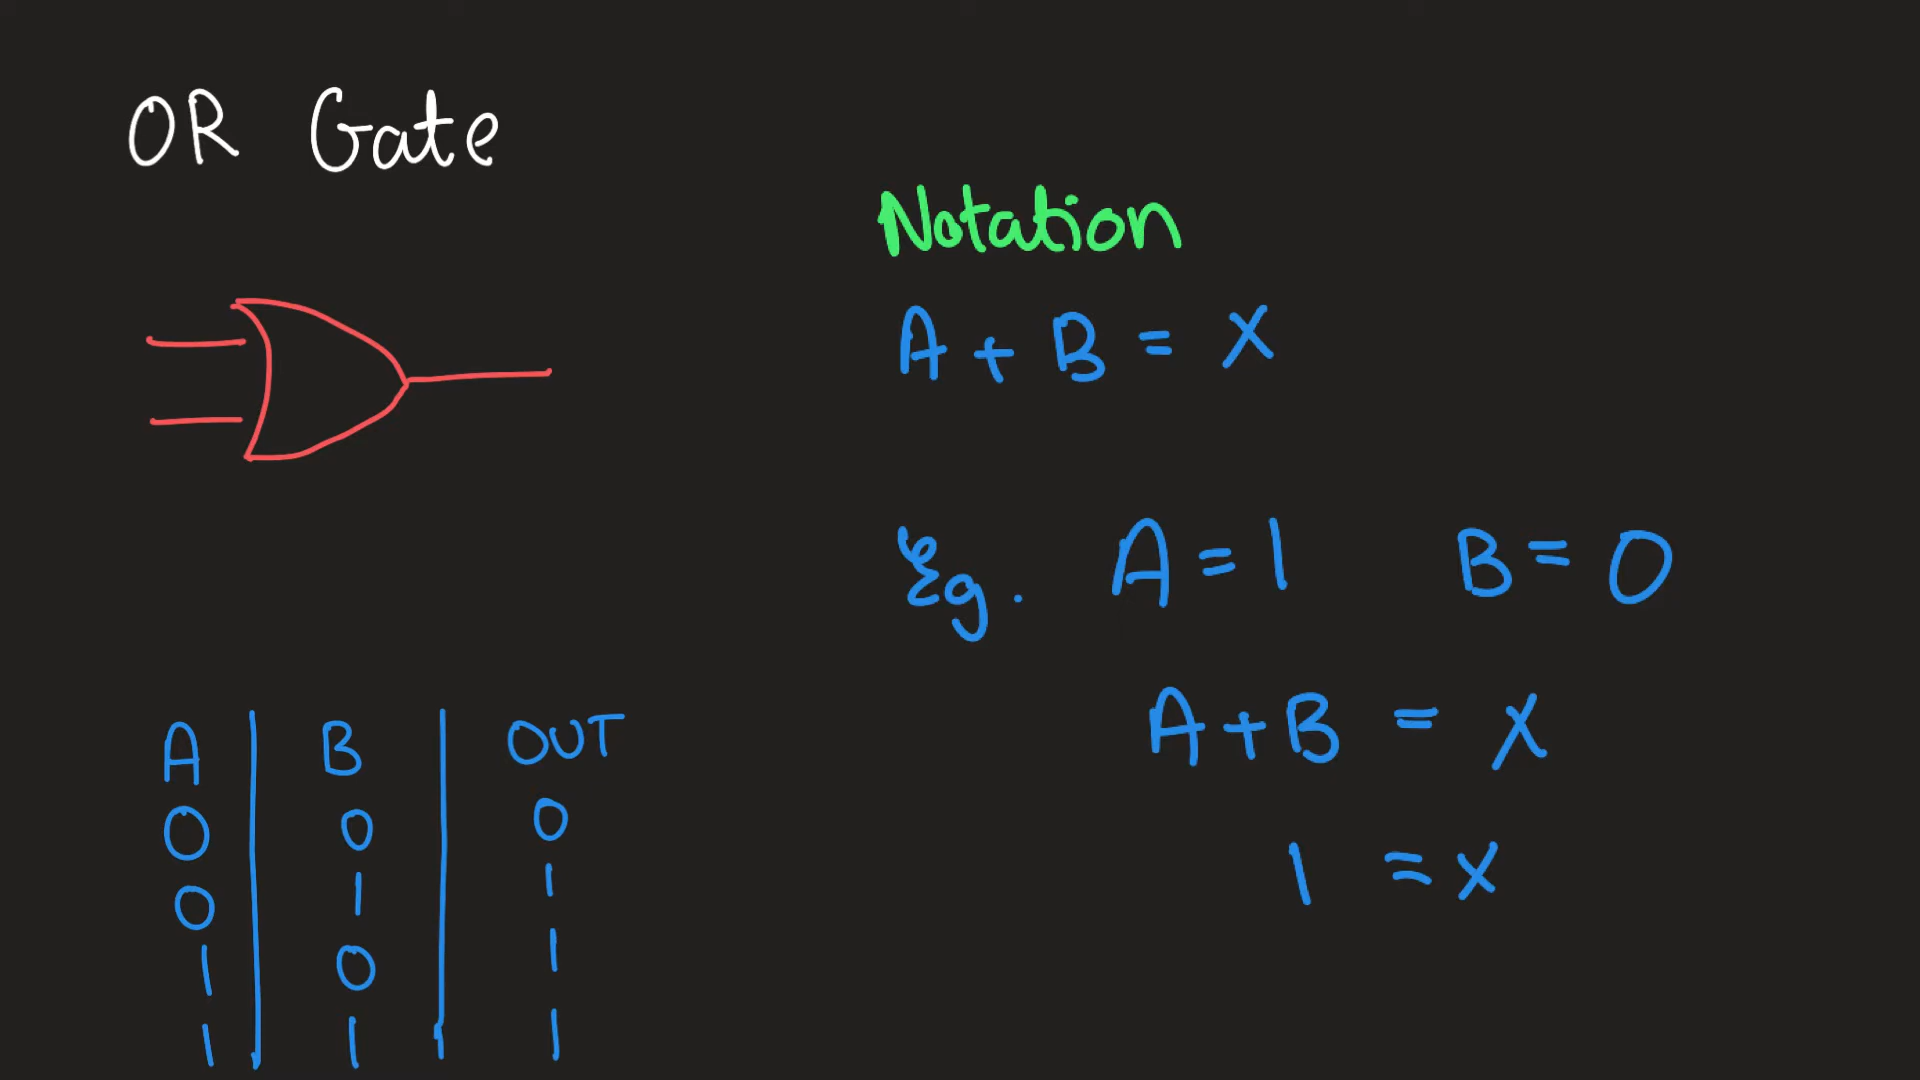 OR Gate
Notation
A + B = X
Eg. A = 1 B = 0
A + B = X
1 = X
A B OUT
0 0 0
0 1 1
1 0 1
1 1 1